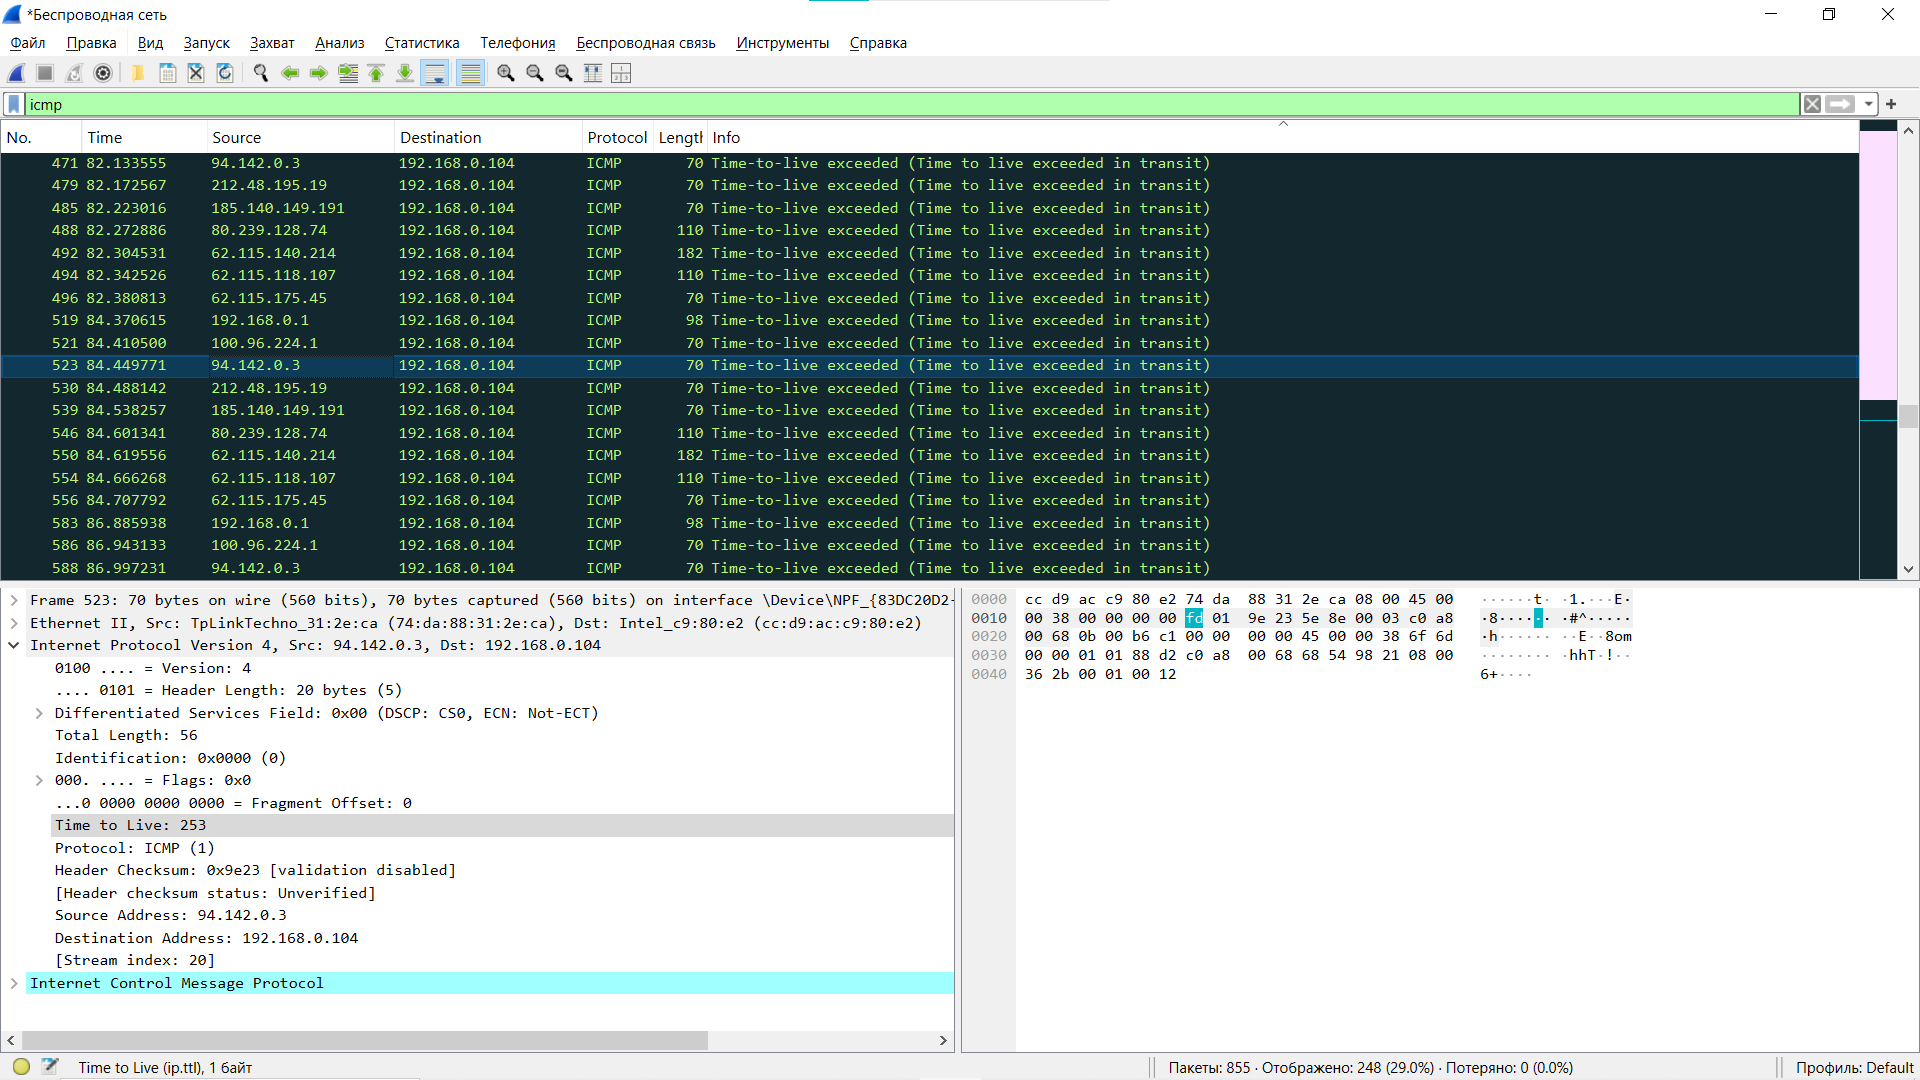 *Беспроводная сеть
Файл Правка Вид Запуск Захват Анализ Статистика Телефония Беспроводная связь Инструменты Справка
icmp
No. Time Source Destination Protocol Length Info
471 82.133555 94.142.0.3 192.168.0.104 ICMP 70 Time-to-live exceeded (Time to live exceeded in transit)
479 82.172567 212.48.195.19 192.168.0.104 ICMP 70 Time-to-live exceeded (Time to live exceeded in transit)
485 82.223016 185.140.149.191 192.168.0.104 ICMP 70 Time-to-live exceeded (Time to live exceeded in transit)
488 82.272886 80.239.128.74 192.168.0.104 ICMP 110 Time-to-live exceeded (Time to live exceeded in transit)
492 82.304531 62.115.140.214 192.168.0.104 ICMP 182 Time-to-live exceeded (Time to live exceeded in transit)
494 82.342526 62.115.118.107 192.168.0.104 ICMP 110 Time-to-live exceeded (Time to live exceeded in transit)
496 82.380813 62.115.175.45 192.168.0.104 ICMP 70 Time-to-live exceeded (Time to live exceeded in transit)
519 84.370615 192.168.0.1 192.168.0.104 ICMP 98 Time-to-live exceeded (Time to live exceeded in transit)
521 84.410500 100.96.224.1 192.168.0.104 ICMP 70 Time-to-live exceeded (Time to live exceeded in transit)
523 84.449771 94.142.0.3 192.168.0.104 ICMP 70 Time-to-live exceeded (Time to live exceeded in transit)
530 84.488142 212.48.195.19 192.168.0.104 ICMP 70 Time-to-live exceeded (Time to live exceeded in transit)
539 84.538257 185.140.149.191 192.168.0.104 ICMP 70 Time-to-live exceeded (Time to live exceeded in transit)
546 84.601341 80.239.128.74 192.168.0.104 ICMP 110 Time-to-live exceeded (Time to live exceeded in transit)
550 84.619556 62.115.140.214 192.168.0.104 ICMP 182 Time-to-live exceeded (Time to live exceeded in transit)
554 84.666268 62.115.118.107 192.168.0.104 ICMP 110 Time-to-live exceeded (Time to live exceeded in transit)
556 84.707792 62.115.175.45 192.168.0.104 ICMP 70 Time-to-live exceeded (Time to live exceeded in transit)
583 86.885938 192.168.0.1 192.168.0.104 ICMP 98 Time-to-live exceeded (Time to live exceeded in transit)
586 86.943133 100.96.224.1 192.168.0.104 ICMP 70 Time-to-live exceeded (Time to live exceeded in transit)
588 86.997231 94.142.0.3 192.168.0.104 ICMP 70 Time-to-live exceeded (Time to live exceeded in transit)
Frame 523: 70 bytes on wire (560 bits), 70 bytes captured (560 bits) on interface \Device\NPF_{83DC20D2-
Ethernet II, Src: TpLinkTechno_31:2e:ca (74:da:88:31:2e:ca), Dst: Intel_c9:80:e2 (cc:d9:ac:c9:80:e2)
Internet Protocol Version 4, Src: 94.142.0.3, Dst: 192.168.0.104
0100 .... = Version: 4
.... 0101 = Header Length: 20 bytes (5)
Differentiated Services Field: 0x00 (DSCP: CS0, ECN: Not-ECT)
Total Length: 56
Identification: 0x0000 (0)
000. .... = Flags: 0x0
...0 0000 0000 0000 = Fragment Offset: 0
Time to Live: 253
Protocol: ICMP (1)
Header Checksum: 0x9e23 [validation disabled]
[Header checksum status: Unverified]
Source Address: 94.142.0.3
Destination Address: 192.168.0.104
[Stream index: 20]
Internet Control Message Protocol
0000 cc d9 ac c9 80 e2 74 da 88 31 2e ca 08 00 45 00 ······t· ·1.···E·
0010 00 38 00 00 00 00 fd 01 9e 23 5e 8e 00 03 c0 a8 ·8······ ·#^·····
0020 00 68 0b 00 b6 c1 00 00 00 00 45 00 00 38 6f 6d ·h······ ··E··8om
0030 00 00 01 01 88 d2 c0 a8 00 68 68 54 98 21 08 00 ········ ·hhT·!··
0040 36 2b 00 01 00 12 6+····
Time to Live (ip.ttl), 1 байт
Пакеты: 855 · Отображено: 248 (29.0%) · Потеряно: 0 (0.0%)
Профиль: Default